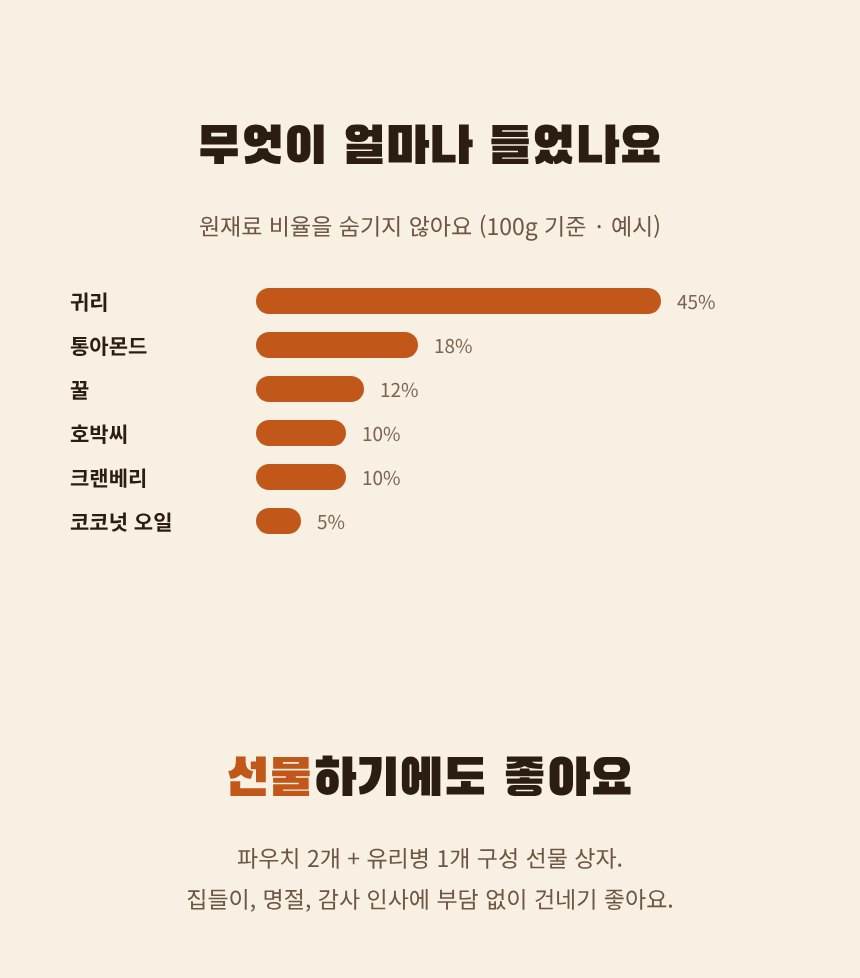 무엇이 얼마나 들었나요
원재료 비율을 숨기지 않아요 (100g 기준 · 예시)
귀리 45%
통아몬드 18%
꿀 12%
호박씨 10%
크랜베리 10%
코코넛 오일 5%
선물하기에도 좋아요
파우치 2개 + 유리병 1개 구성 선물 상자.
집들이, 명절, 감사 인사에 부담 없이 건네기 좋아요.